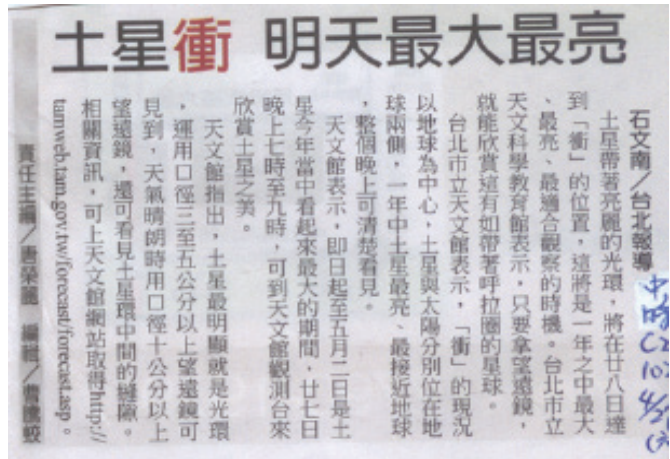 土星衝 明天最大最亮
石文南／台北報導
土星帶著亮麗的光環，將在廿八日達
到「衝」的位置，這將是一年之中最大
、最亮、最適合觀察的時機。台北市立
天文科學教育館表示，只要拿望遠鏡，
就能欣賞這有如帶著呼拉圈的星球。
台北市立天文館表示，「衝」的現況
以地球為中心，土星與太陽分別位在地
球兩側，一年中土星最亮、最接近地球
，整個晚上可清楚看見。
天文館表示，即日起至五月二日是土
星今年當中看起來最大的期間，廿七日
晚上七時至九時，可到天文館觀測台來
欣賞土星之美。
天文館指出，土星最明顯就是光環
，運用口徑三至五公分以上望遠鏡可
見到，天氣晴朗時用口徑十公分以上
望遠鏡，還可看見土星環中間的縫隙。
相關資訊，可上天文館網站取得http://
tamweb.tam.gov.tw/forecast/forecast.asp。
責任主編／唐榮麗 編輯／曹騰蛟
中時
C2